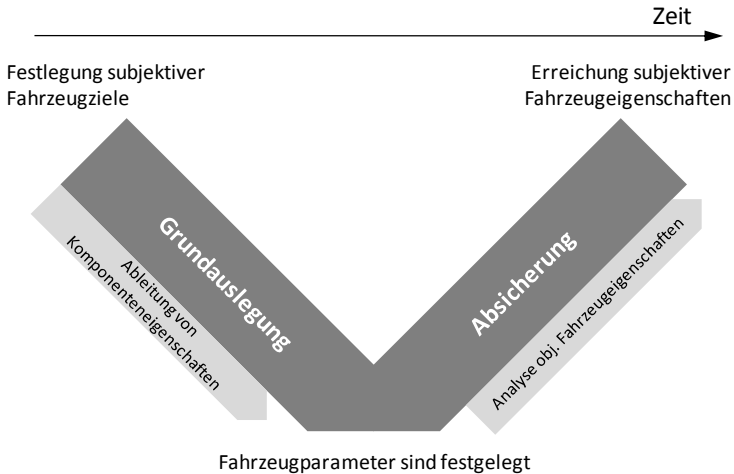 Zeit
Festlegung subjektiver
Fahrzeugziele
Erreichung subjektiver
Fahrzeugeigenschaften
Grundauslegung
Ableitung von
Komponenteneigenschaften
Absicherung
Analyse obj. Fahrzeugeigenschaften
Fahrzeugparameter sind festgelegt